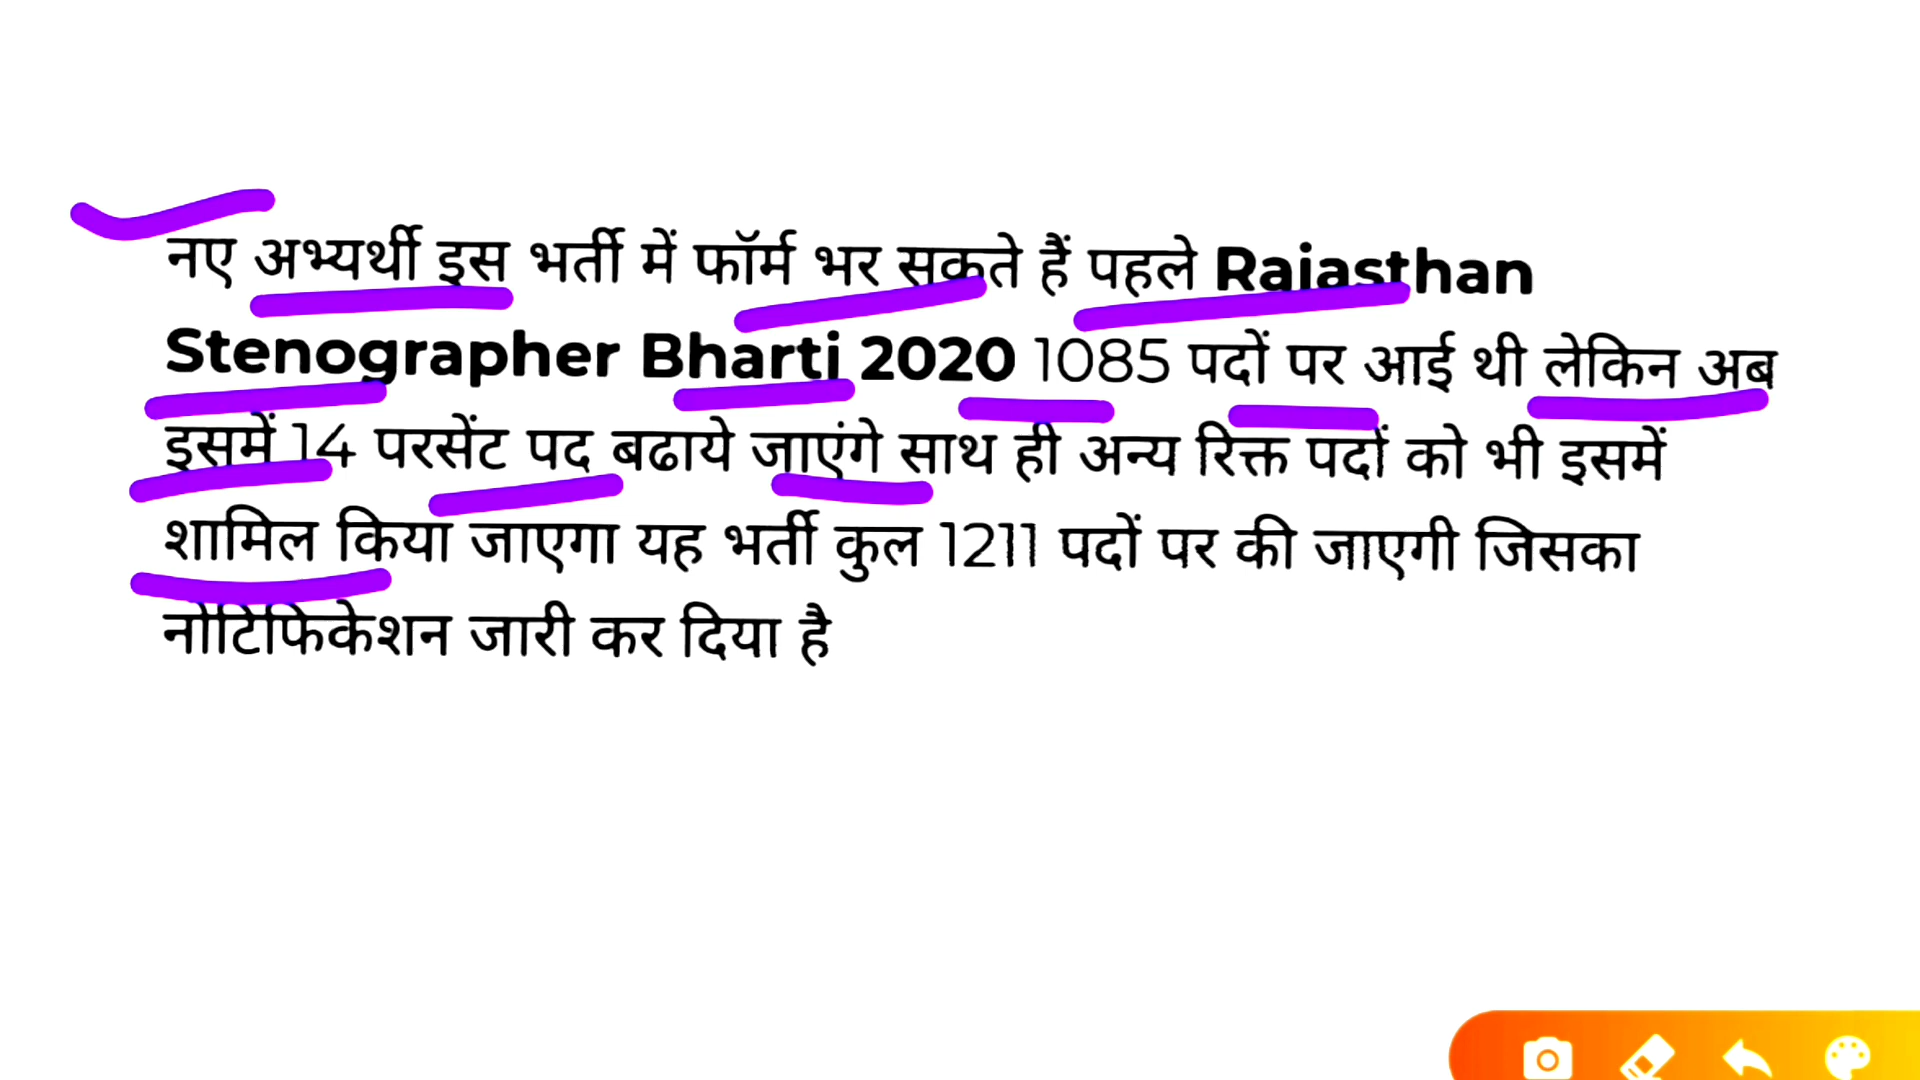 नए अभ्यर्थी इस भर्ती में फॉर्म भर सकते हैं पहले Rajasthan
Stenographer Bharti 2020 1085 पदों पर आई थी लेकिन अब
इसमें 14 परसेंट पद बढाये जाएंगे साथ ही अन्य रिक्त पदों को भी इसमें
शामिल किया जाएगा यह भर्ती कुल 1211 पदों पर की जाएगी जिसका
नोटिफिकेशन जारी कर दिया है